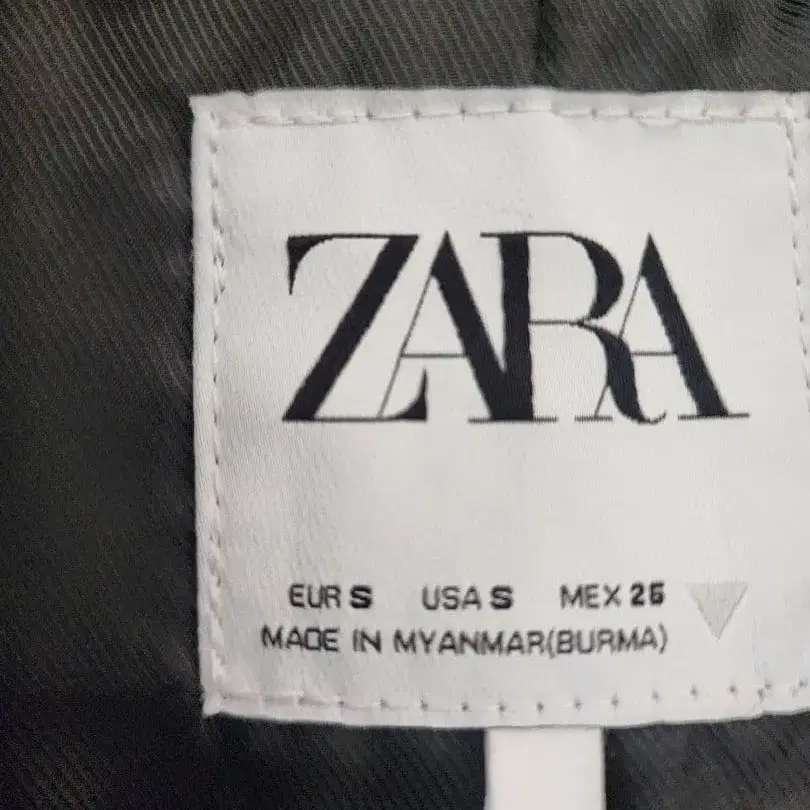 ZARA
EUR S USA S MEX 26
MADE IN MYANMAR(BURMA)